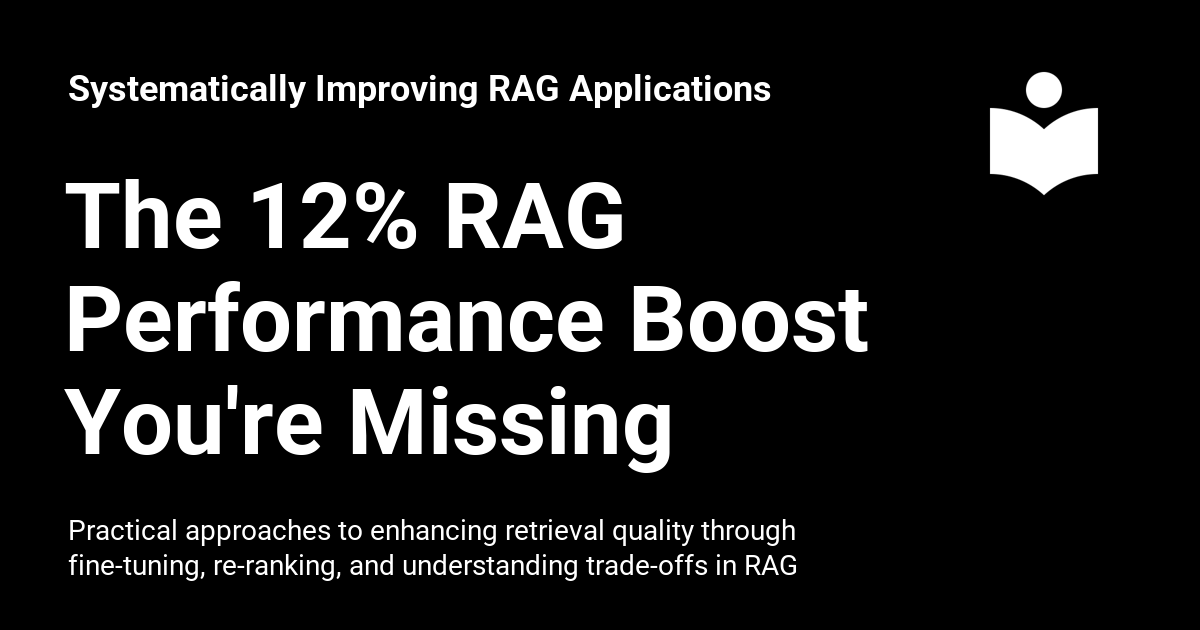 Systematically Improving RAG Applications
The 12% RAG
Performance Boost
You're Missing
Practical approaches to enhancing retrieval quality through
fine-tuning, re-ranking, and understanding trade-offs in RAG